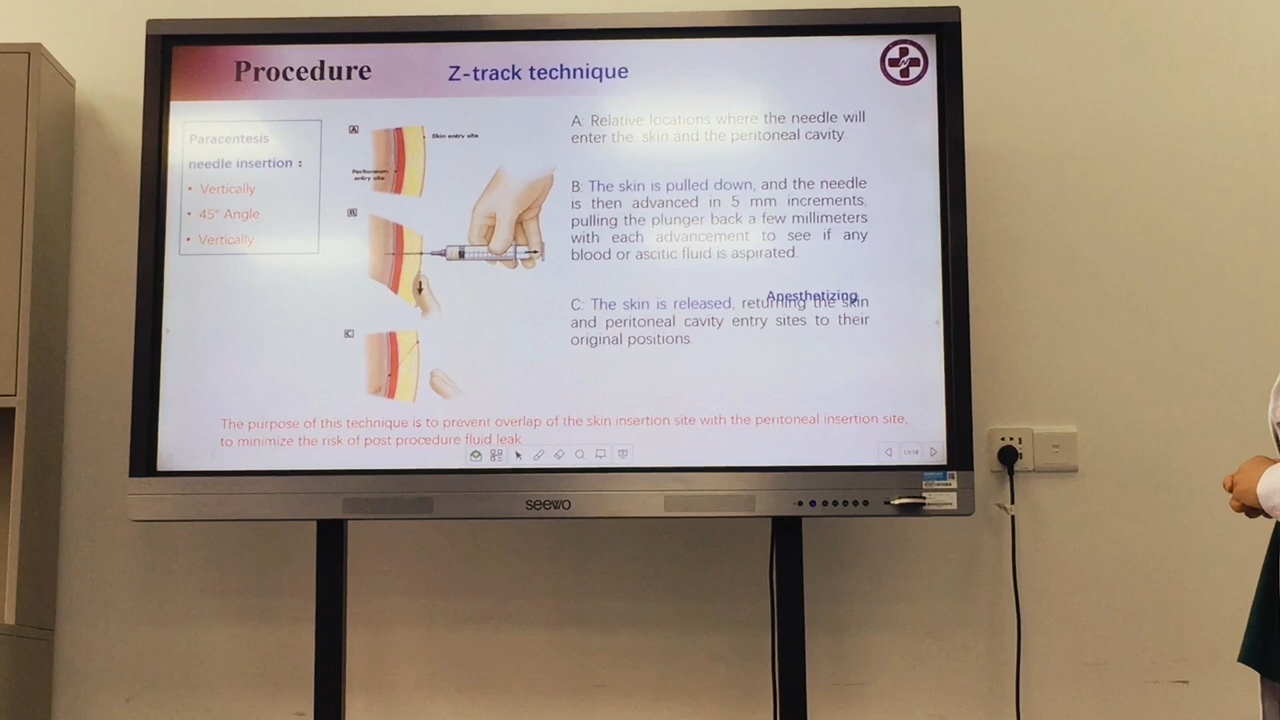 Procedure
Z-track technique
Paracentesis
needle insertion :
• Vertically
• 45° Angle
• Vertically
A
Skin entry site
Peritoneum
entry site
B
C
A: Relative locations where the needle will
enter the skin and the peritoneal cavity
B: The skin is pulled down, and the needle
is then advanced in 5 mm increments,
pulling the plunger back a few millimeters
with each advancement to see if any
blood or ascitic fluid is aspirated.
Anesthetizing
C: The skin is released, returning the skin
and peritoneal cavity entry sites to their
original positions.
The purpose of this technique is to prevent overlap of the skin insertion site with the peritoneal insertion site,
to minimize the risk of post procedure fluid leak
seewo